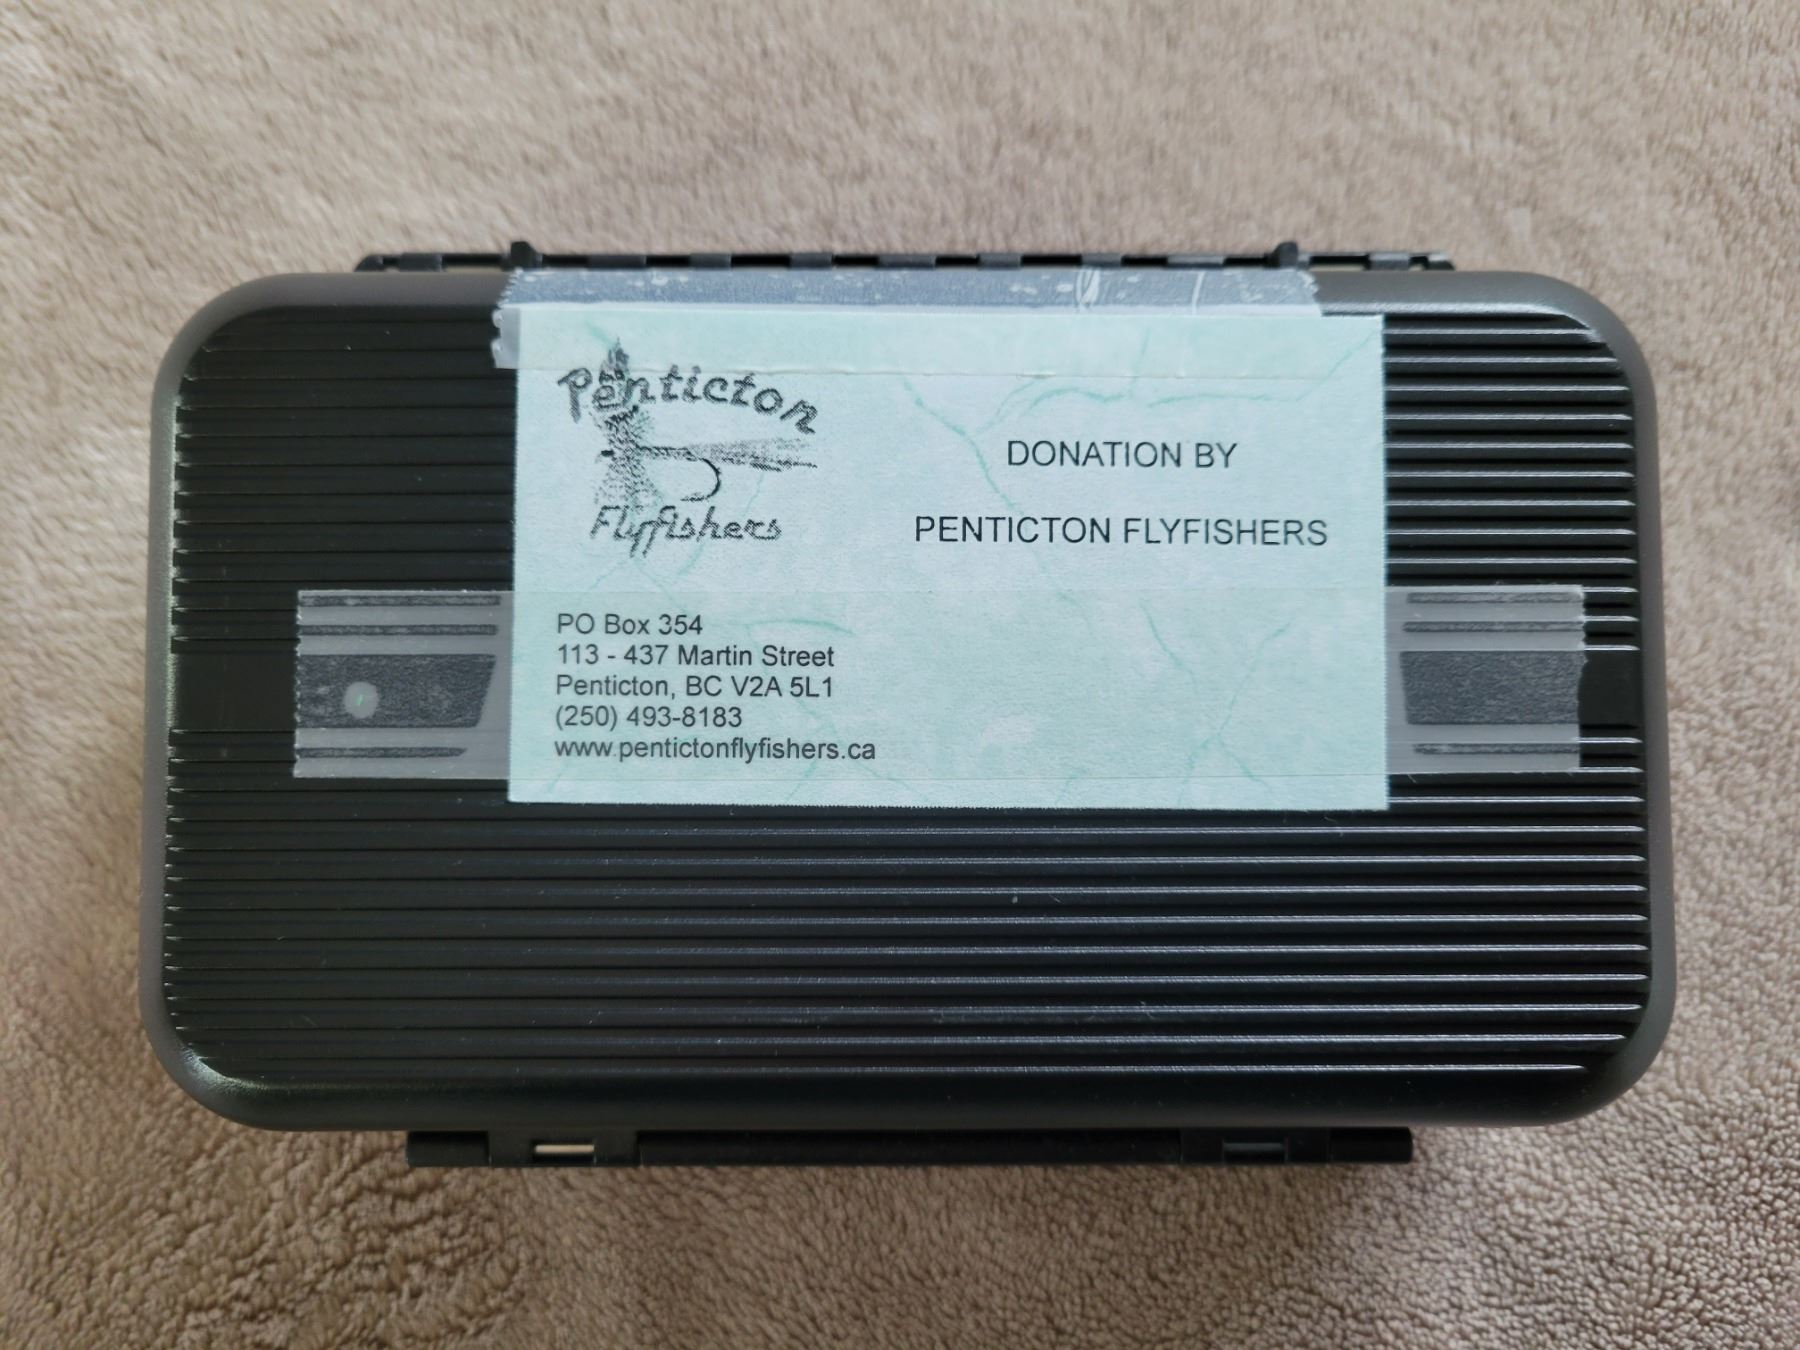 Penticton
Flyfishers
DONATION BY
PENTICTON FLYFISHERS
PO Box 354
113 - 437 Martin Street
Penticton, BC V2A 5L1
(250) 493-8183
www.pentictonflyfishers.ca